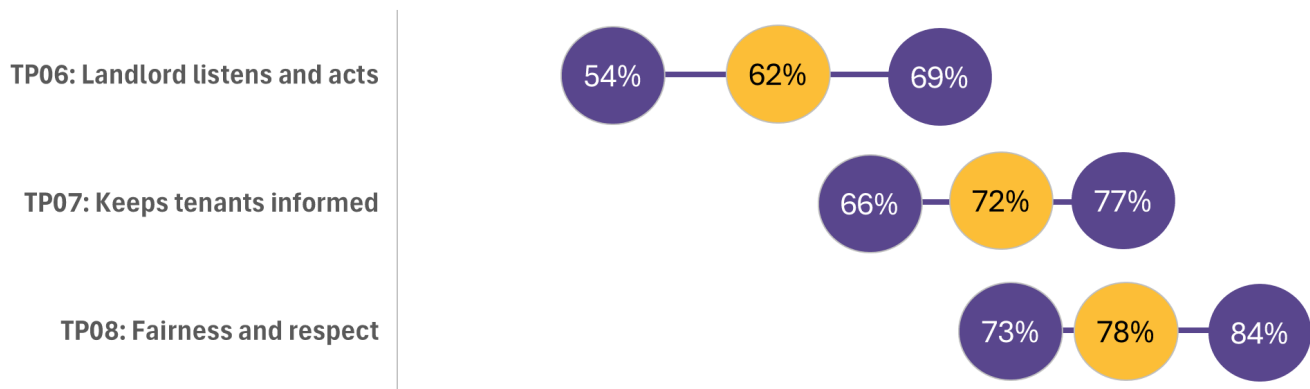 TP06: Landlord listens and acts 54% 62% 69%
TP07: Keeps tenants informed 66% 72% 77%
TP08: Fairness and respect 73% 78% 84%